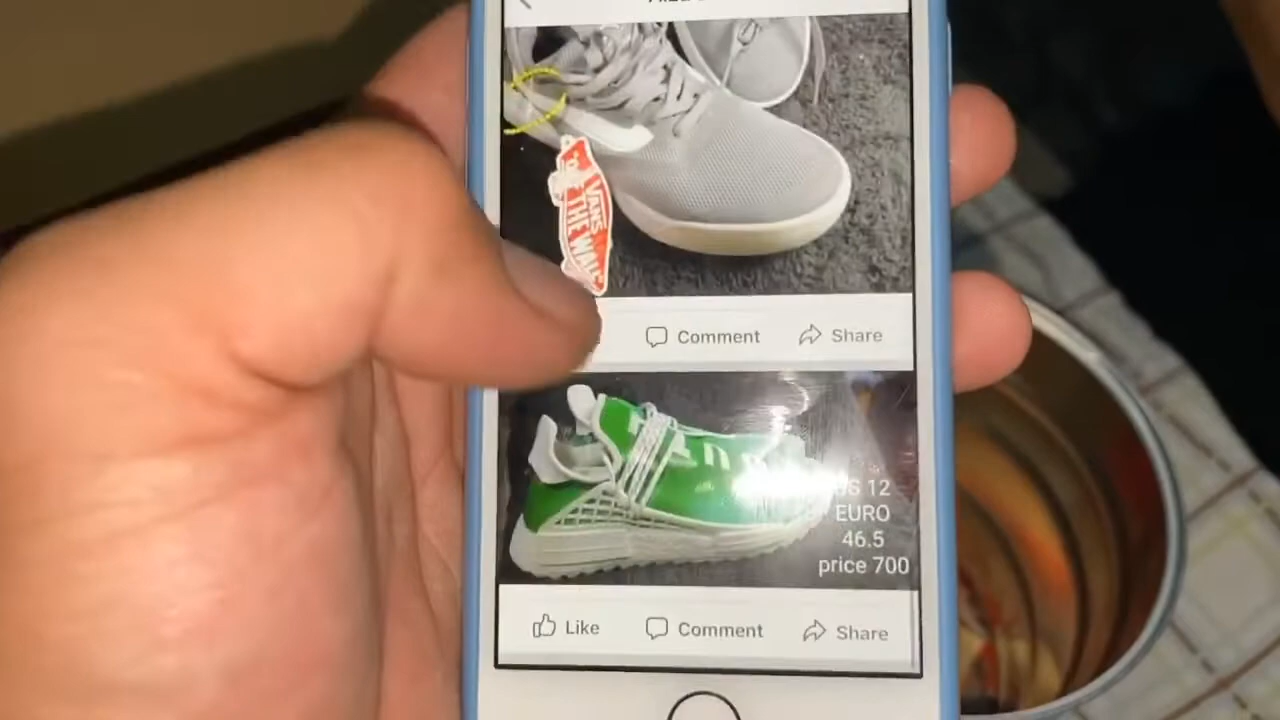 VANS
"OFF THE WALL"
Comment
Share
US 12
EURO
46.5
price 700
Like
Comment
Share